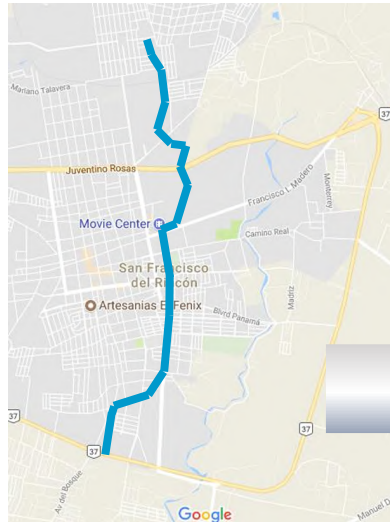 Mariano Talavera
37
Juventino Rosas
Francisco I. Madero
Monterrey
Movie Center
Camino Real
San Francisco
del Rincón
Madriz
Artesanias El Fenix
Blvrd Panamá
37
37
37
Av del Bosque
Google
Manuel D